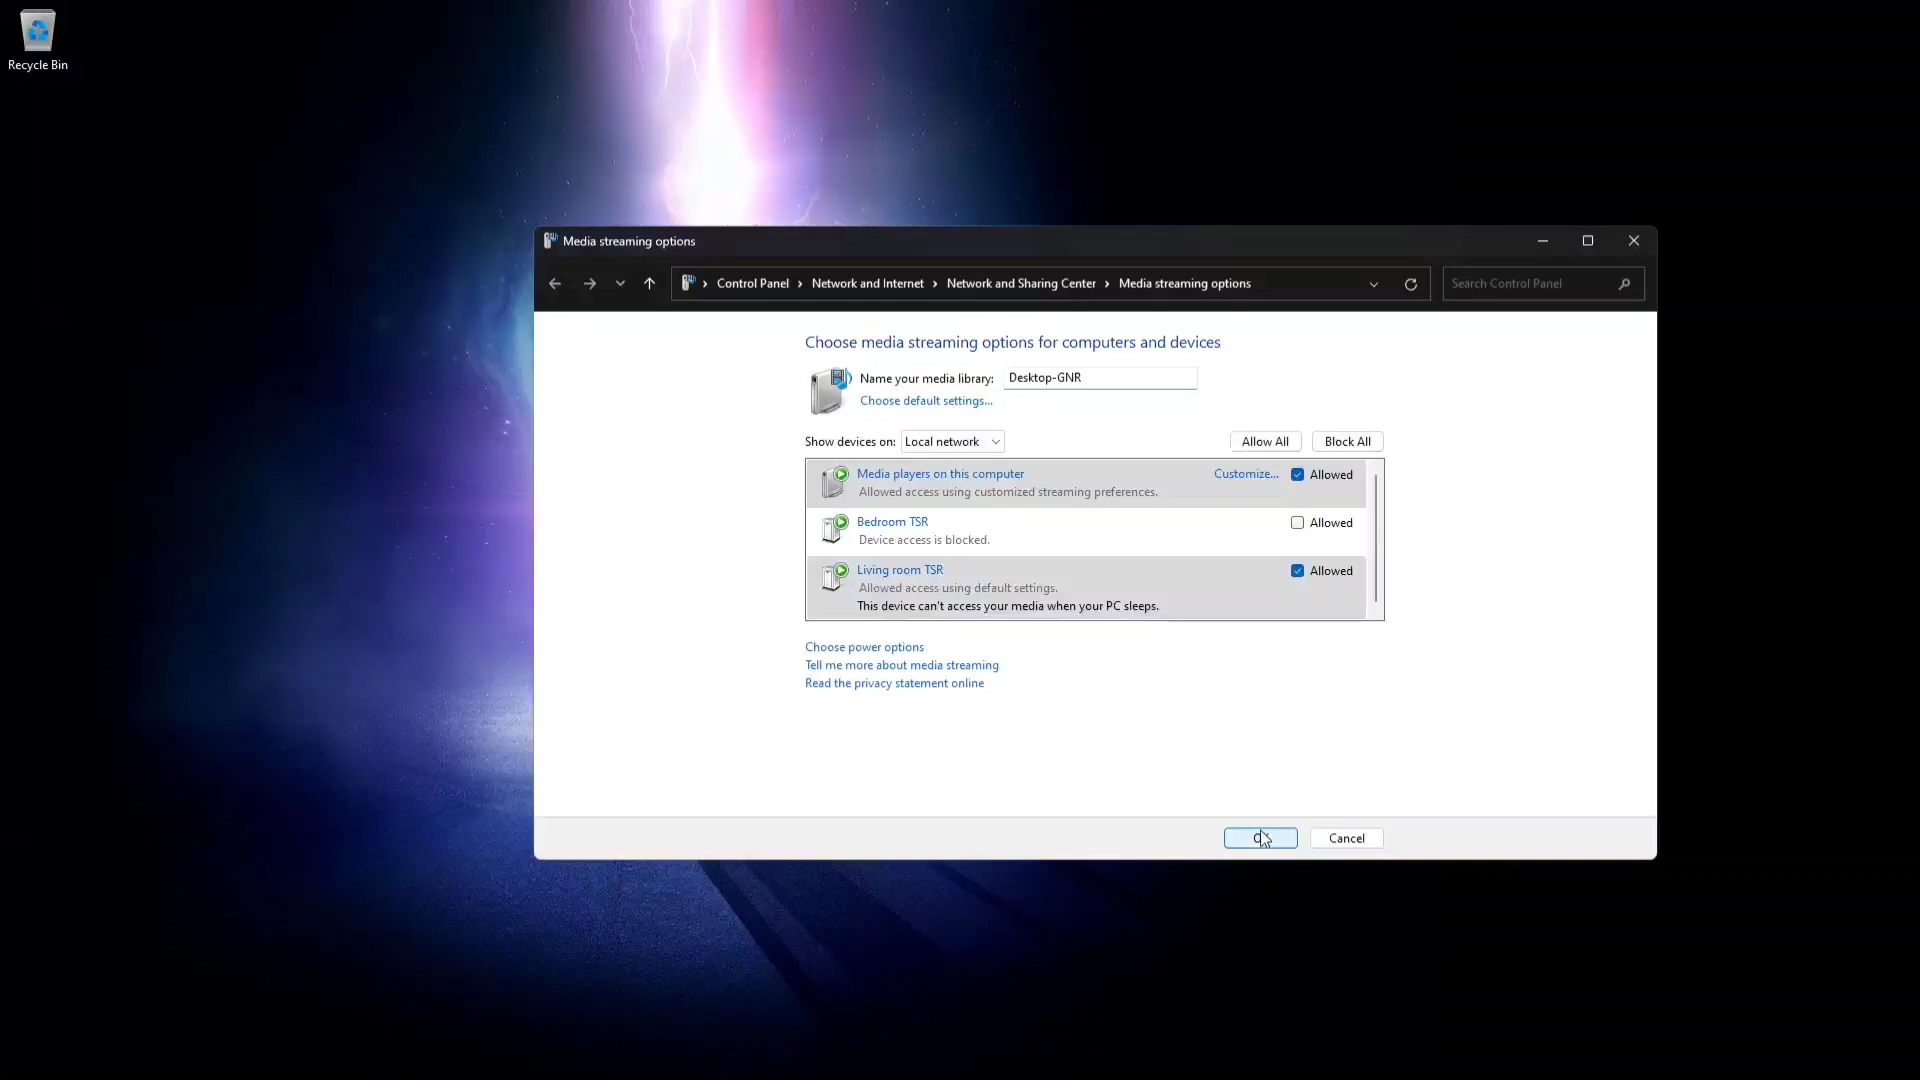 Recycle Bin
Media streaming options
Control Panel › Network and Internet › Network and Sharing Center › Media streaming options
Search Control Panel
Choose media streaming options for computers and devices
Name your media library: Desktop-GNR
Choose default settings...
Show devices on: Local network
Allow All
Block All
Media players on this computer
Customize...
Allowed
Allowed access using customized streaming preferences.
Bedroom TSR
Allowed
Device access is blocked.
Living room TSR
Allowed
Allowed access using default settings.
This device can't access your media when your PC sleeps.
Choose power options
Tell me more about media streaming
Read the privacy statement online
Cancel